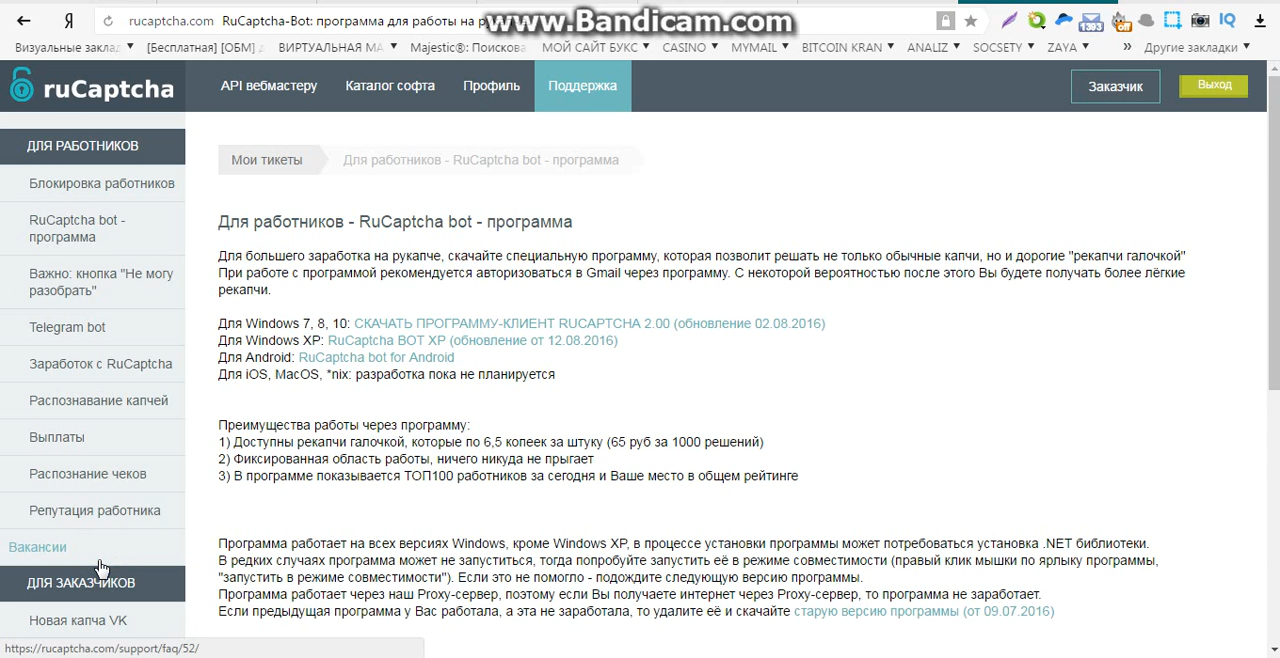 rucaptcha.com RuCaptcha-Bot: программа для работы на
www.Bandicam.com
Визуальные заклад
[Бесплатная] [ОБМ]
ВИРТУАЛЬНАЯ МА
Majestic®: Поискова
МОЙ САЙТ БУКС
CASINO
MYMAIL
BITCOIN KRAN
ANALIZ
SOCSETY
ZAYA
» Другие закладки
ruCaptcha
API вебмастеру
Каталог софта
Профиль
Поддержка
Заказчик
Выход
ДЛЯ РАБОТНИКОВ
Блокировка работников
RuCaptcha bot -
программа
Важно: кнопка "Не могу
разобрать"
Telegram bot
Заработок с RuCaptcha
Распознавание капчей
Выплаты
Распознание чеков
Репутация работника
Вакансии
ДЛЯ ЗАКАЗЧИКОВ
Новая капча VK
https://rucaptcha.com/support/faq/52/
Мои тикеты
Для работников - RuCaptcha bot - программа
Для работников - RuCaptcha bot - программа
Для большего заработка на рукапче, скачайте специальную программу, которая позволит решать не только обычные капчи, но и дорогие "рекапчи галочкой"
При работе с программой рекомендуется авторизоваться в Gmail через программу. С некоторой вероятностью после этого Вы будете получать более лёгкие
рекапчи.
Для Windows 7, 8, 10: СКАЧАТЬ ПРОГРАММУ-КЛИЕНТ RUCAPTCHA 2.00 (обновление 02.08.2016)
Для Windows XP: RuCaptcha BOT XP (обновление от 12.08.2016)
Для Android: RuCaptcha bot for Android
Для iOS, MacOS, *nix: разработка пока не планируется
Преимущества работы через программу:
1) Доступны рекапчи галочкой, которые по 6,5 копеек за штуку (65 руб за 1000 решений)
2) Фиксированная область работы, ничего никуда не прыгает
3) В программе показывается ТОП100 работников за сегодня и Ваше место в общем рейтинге
Программа работает на всех версиях Windows, кроме Windows XP, в процессе установки программы может потребоваться установка .NET библиотеки.
В редких случаях программа может не запуститься, тогда попробуйте запустить её в режиме совместимости (правый клик мышки по ярлыку программы,
"запустить в режиме совместимости"). Если это не помогло - подождите следующую версию программы.
Программа работает через наш Proxy-сервер, поэтому если Вы получаете интернет через Proxy-сервер, то программа не заработает.
Если предыдущая программа у Вас работала, а эта не заработала, то удалите её и скачайте старую версию программы (от 09.07.2016)